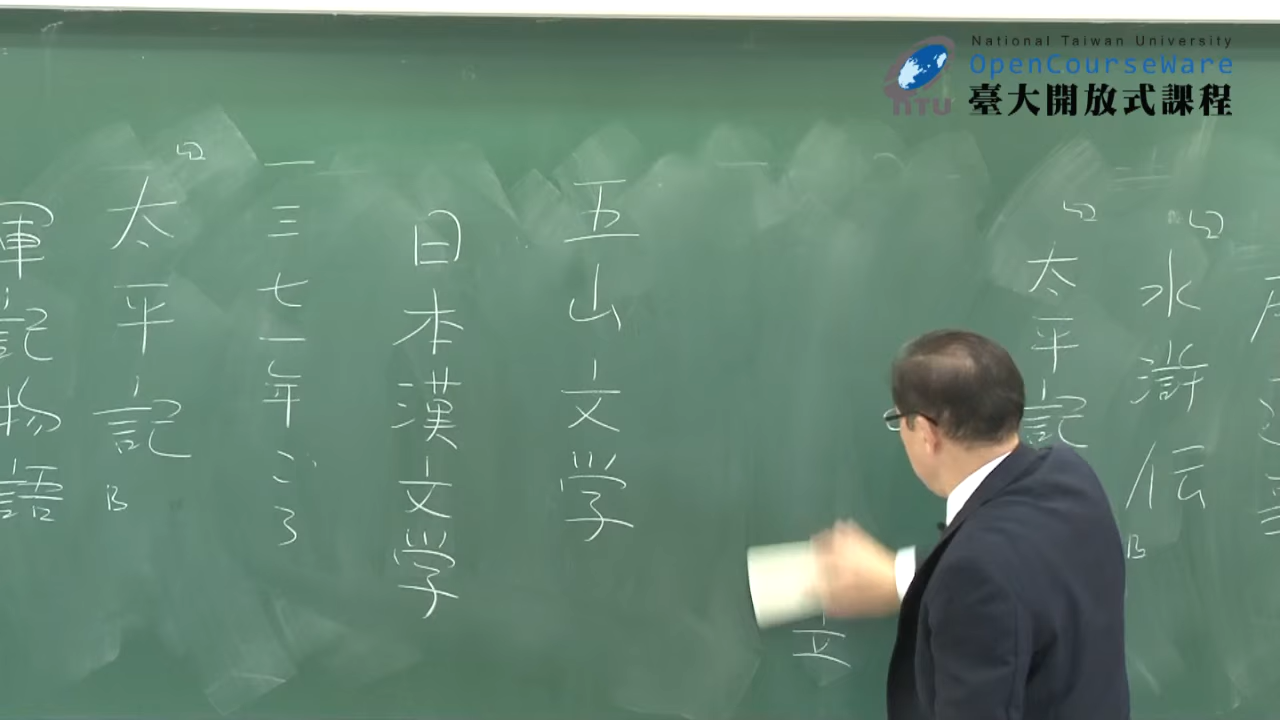 National Taiwan University
OpenCourseWare
臺大開放式課程
NTU
水滸伝
太平記
五山文学
日本漢文学
一三七一年ごろ
太平記
軍記物語